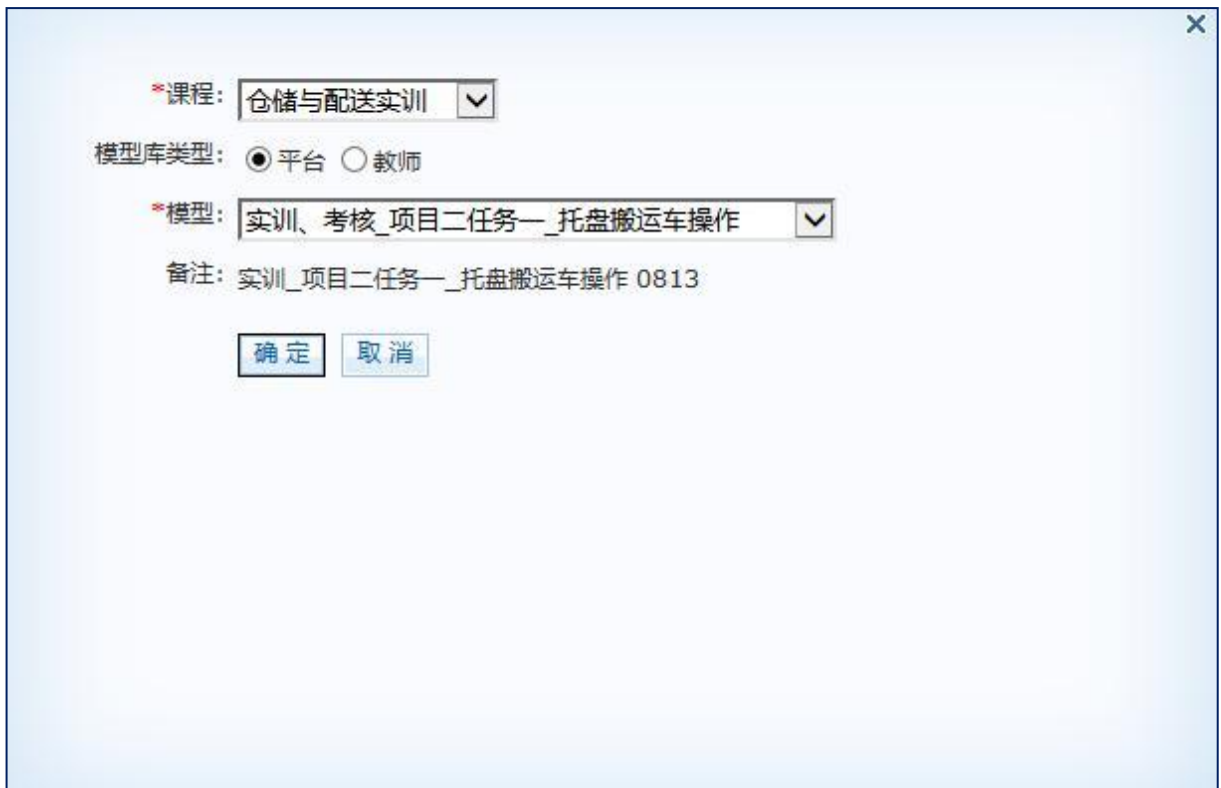 *课程: 仓储与配送实训
模型库类型: 平台 教师
*模型: 实训、考核_项目二任务一_托盘搬运车操作
备注: 实训_项目二任务一_托盘搬运车操作 0813
确 定 取 消